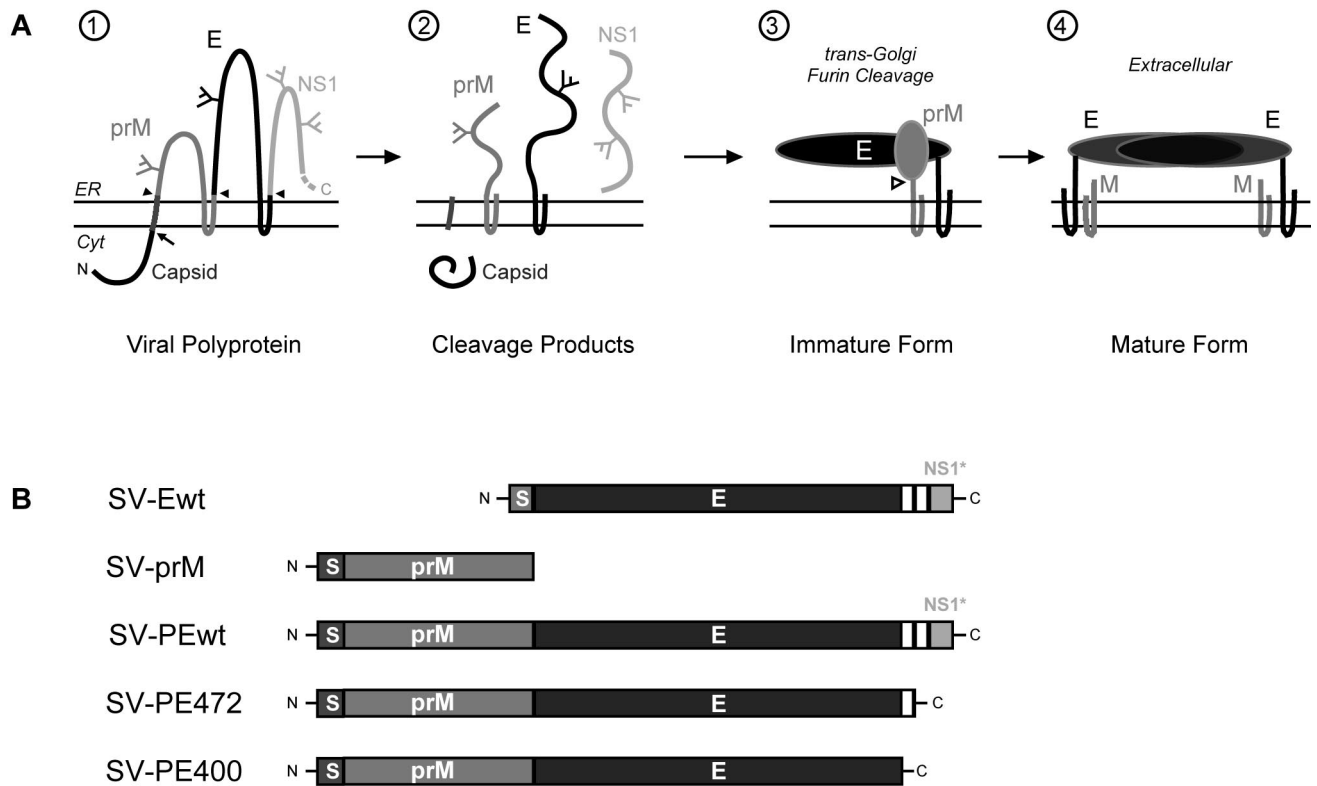 A
1
2
3
4
E
NS1
prM
C
ER
Cyt
N
Capsid
Viral Polyprotein
E
NS1
prM
Capsid
Cleavage Products
trans-Golgi
Furin Cleavage
prM
E
Immature Form
Extracellular
E
E
M
M
Mature Form
B
NS1*
SV-Ewt
N
S
E
C
SV-prM
N
S
prM
NS1*
SV-PEwt
N
S
prM
E
C
SV-PE472
N
S
prM
E
C
SV-PE400
N
S
prM
E
C